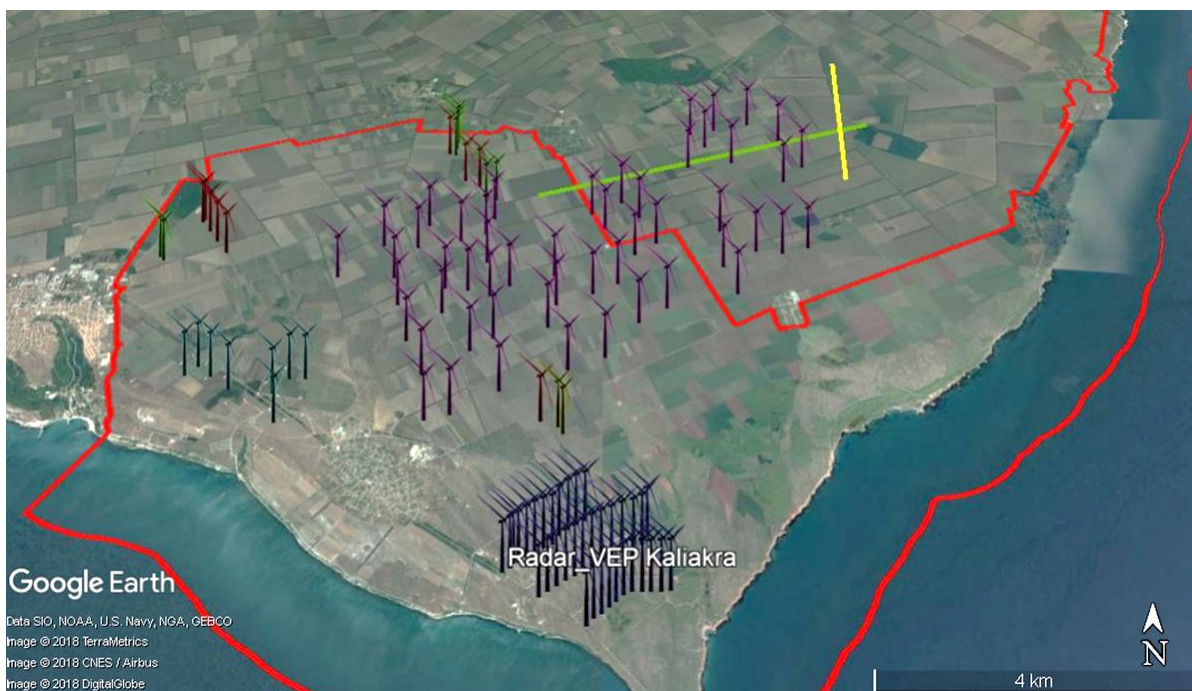 Radar_VEP Kaliakra
Google Earth
Data SIO, NOAA, U.S. Navy, NGA, GEBCO
Image © 2018 TerraMetrics
Image © 2018 CNES / Airbus
Image © 2018 DigitalGlobe
N
4 km